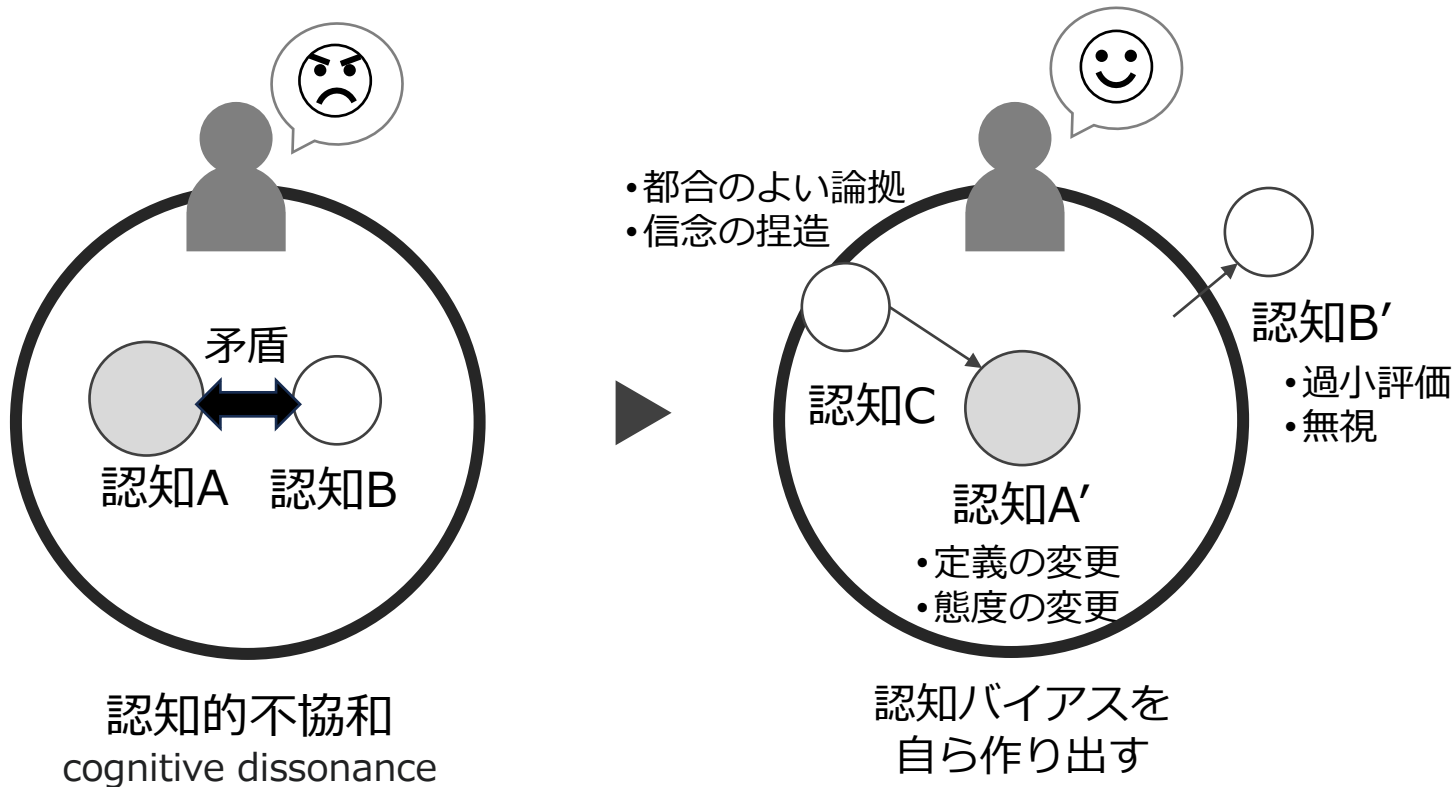 矛盾
認知A
認知B
認知的不協和
cognitive dissonance
•都合のよい論拠
•信念の捏造
認知C
認知A′
•定義の変更
•態度の変更
認知B′
•過小評価
•無視
認知バイアスを
自ら作り出す